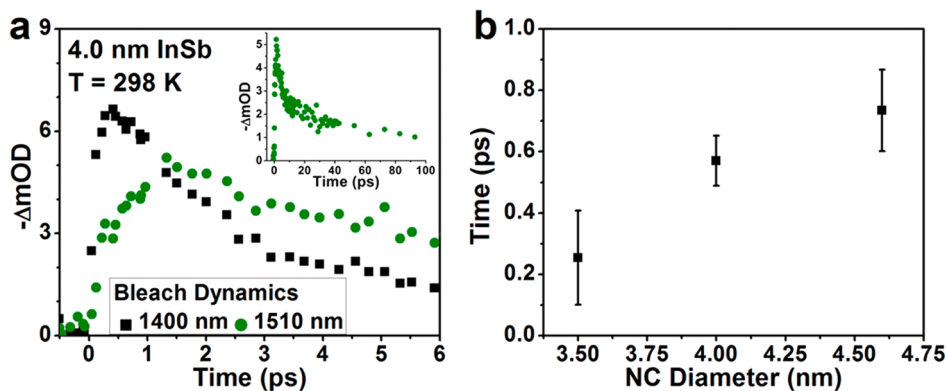 a
4.0 nm InSb
T = 298 K
-ΔmOD
9
6
3
0
0 1 2 3 4 5 6
Time (ps)
Bleach Dynamics
1400 nm 1510 nm
-ΔmOD
5
4
3
2
1
0
0 20 40 60 80 100
Time (ps)
b
Time (ps)
1.0
0.8
0.6
0.4
0.2
0.0
3.50 3.75 4.00 4.25 4.50 4.75
NC Diameter (nm)